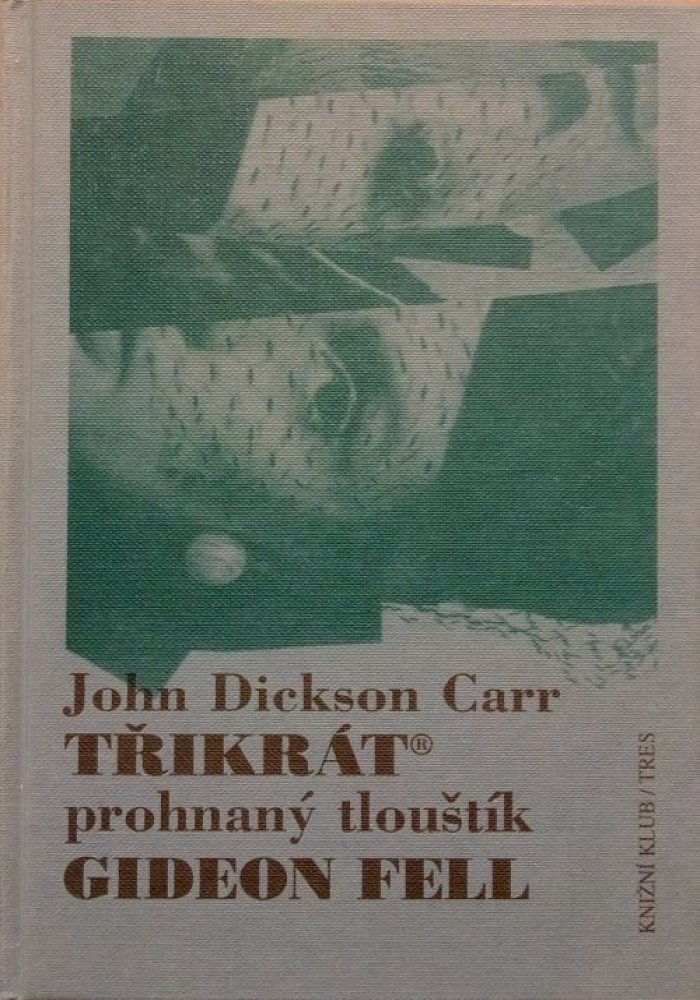 John Dickson Carr
TŘIKRÁT®
prohnaný tlouštík
GIDEON FELL
KNIŽNÍ KLUB / TRES